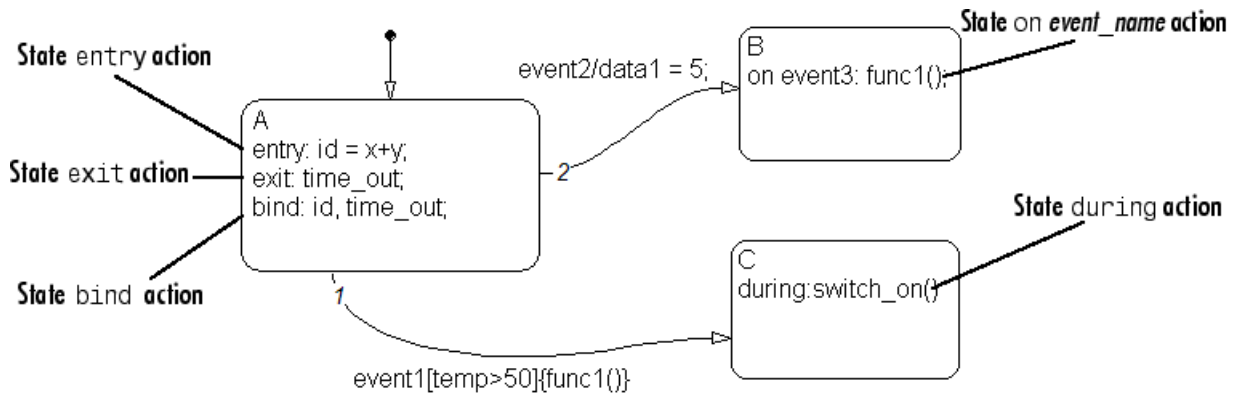 State entry action
State exit action
State bind action
A
entry: id = x+y;
exit: time_out;
bind: id, time_out;
2
event2/data1 = 5;
1
event1[temp>50]{func1()}
State on event_name action
B
on event3: func1();
State during action
C
during:switch_on()